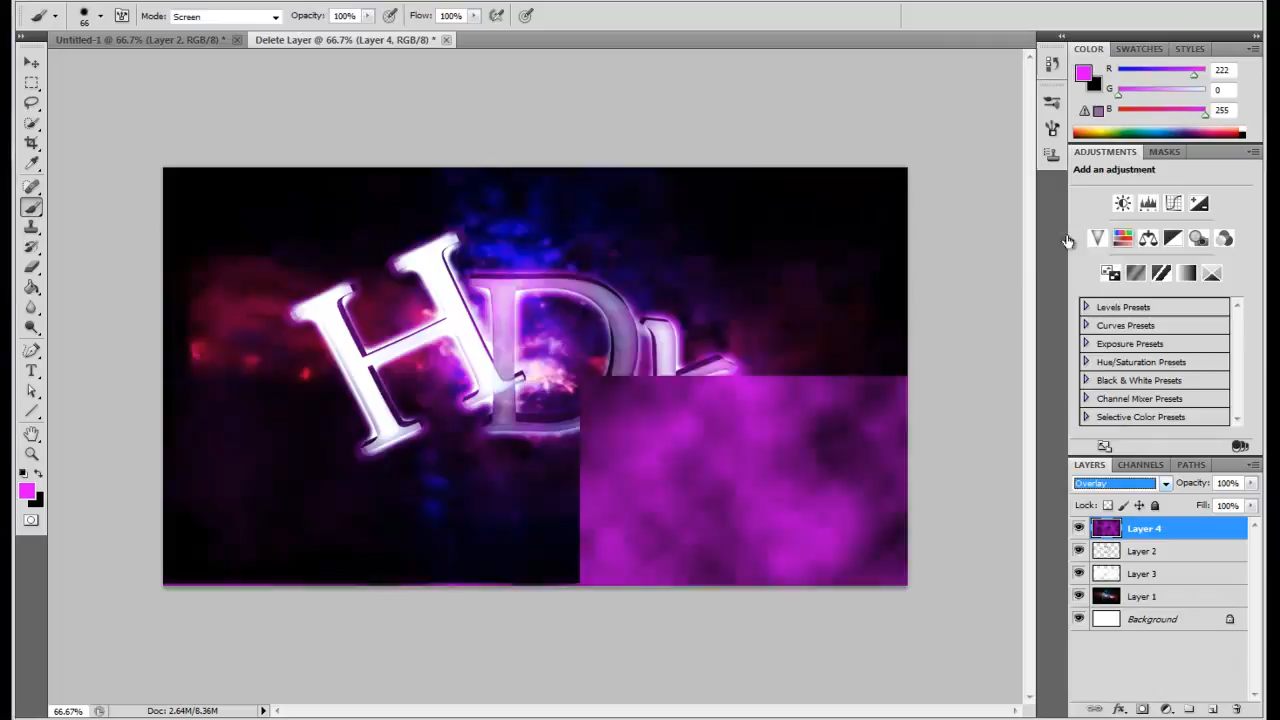 66
Mode: Screen
Opacity: 100%
Flow: 100%
Untitled-1 @ 66.7% (Layer 2, RGB/8) *
Delete Layer @ 66.7% (Layer 4, RGB/8) *
COLOR SWATCHES STYLES
R 222
G 0
B 255
ADJUSTMENTS MASKS
Add an adjustment
HD
Levels Presets
Curves Presets
Exposure Presets
Hue/Saturation Presets
Black & White Presets
Channel Mixer Presets
Selective Color Presets
LAYERS CHANNELS PATHS
Overlay Opacity: 100%
Lock: Fill: 100%
Layer 4
Layer 2
Layer 3
Layer 1
Background
66.67% Doc: 2.64M/8.36M